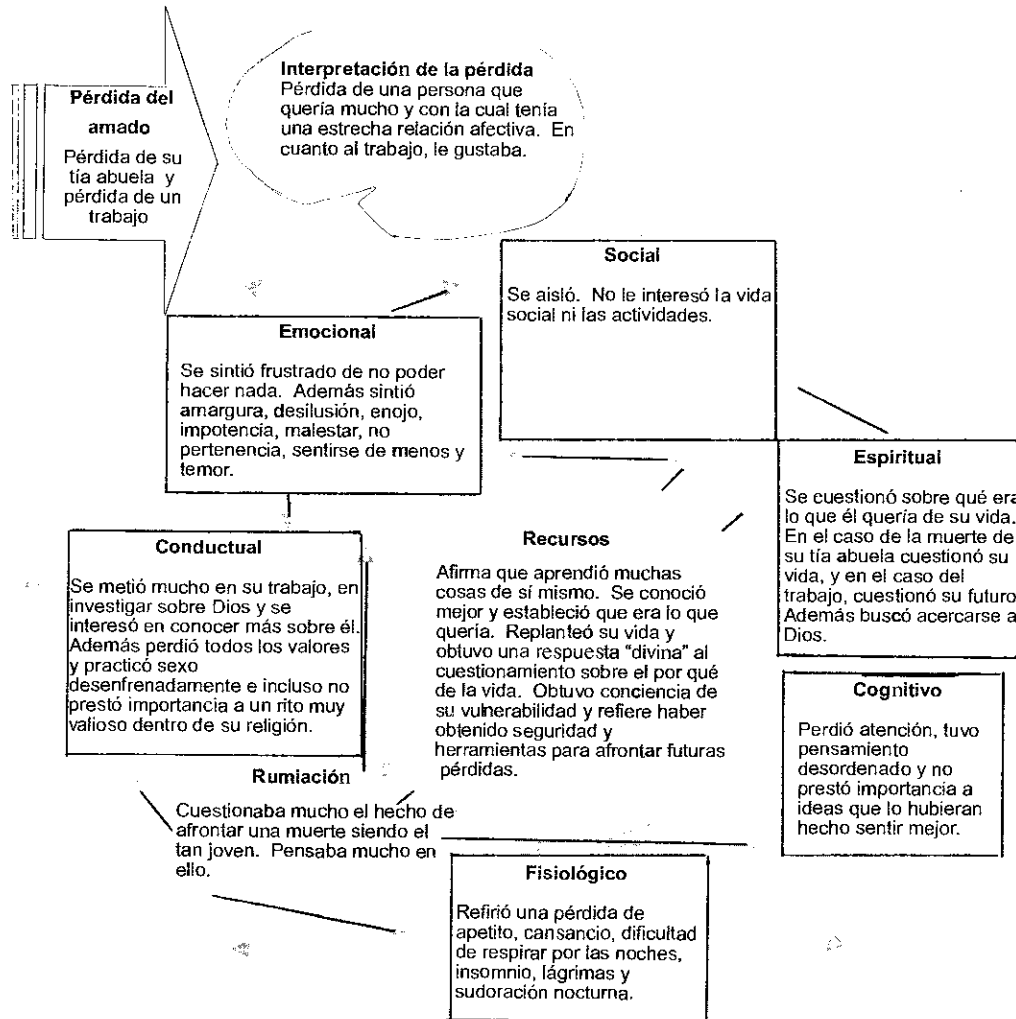 Pérdida del
amado
Pérdida de su
tía abuela y
pérdida de un
trabajo
Interpretación de la pérdida
Pérdida de una persona que
quería mucho y con la cual tenía
una estrecha relación afectiva. En
cuanto al trabajo, le gustaba.
Social
Se aisló. No le interesó la vida
social ni las actividades.
Emocional
Se sintió frustrado de no poder
hacer nada. Además sintió
amargura, desilusión, enojo,
impotencia, malestar, no
pertenencia, sentirse de menos y
temor.
Espiritual
Se cuestionó sobre qué era
lo que él quería de su vida.
En el caso de la muerte de
su tía abuela cuestionó su
vida, y en el caso del
trabajo, cuestionó su futuro.
Además buscó acercarse a
Dios.
Conductual
Se metió mucho en su trabajo, en
investigar sobre Dios y se
interesó en conocer más sobre él.
Además perdió todos los valores
y practicó sexo
desenfrenadamente e incluso no
prestó importancia a un rito muy
valioso dentro de su religión.
Recursos
Afirma que aprendió muchas
cosas de sí mismo. Se conoció
mejor y estableció que era lo que
quería. Replanteó su vida y
obtuvo una respuesta "divina" al
cuestionamiento sobre el por qué
de la vida. Obtuvo conciencia de
su vulnerabilidad y refiere haber
obtenido seguridad y
herramientas para afrontar futuras
pérdidas.
Cognitivo
Perdió atención, tuvo
pensamiento
desordenado y no
prestó importancia a
ideas que lo hubieran
hecho sentir mejor.
Rumiación
Cuestionaba mucho el hecho de
afrontar una muerte siendo el
tan joven. Pensaba mucho en
ello.
Fisiológico
Refirió una pérdida de
apetito, cansancio, dificultad
de respirar por las noches,
insomnio, lágrimas y
sudoración nocturna.